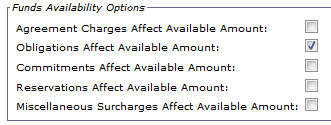 Funds Availability Options
Agreement Charges Affect Available Amount:
Obligations Affect Available Amount:
Commitments Affect Available Amount:
Reservations Affect Available Amount:
Miscellaneous Surcharges Affect Available Amount: